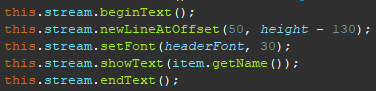 this.stream.beginText();
this.stream.newLineAtOffset(50, height - 130);
this.stream.setFont(headerFont, 30);
this.stream.showText(item.getName());
this.stream.endText();